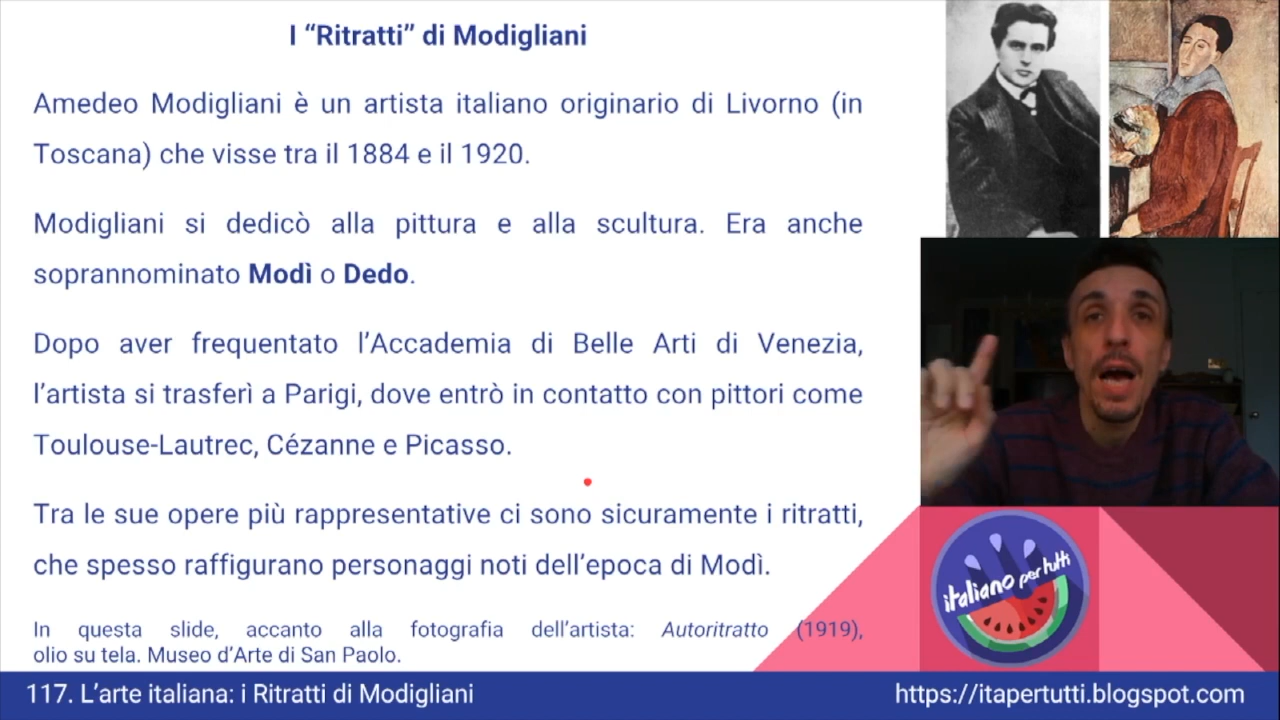 I “Ritratti” di Modigliani
Amedeo Modigliani è un artista italiano originario di Livorno (in
Toscana) che visse tra il 1884 e il 1920.
Modigliani si dedicò alla pittura e alla scultura. Era anche
soprannominato Modì o Dedo.
Dopo aver frequentato l’Accademia di Belle Arti di Venezia,
l’artista si trasferì a Parigi, dove entrò in contatto con pittori come
Toulouse-Lautrec, Cézanne e Picasso.
Tra le sue opere più rappresentative ci sono sicuramente i ritratti,
che spesso raffigurano personaggi noti dell’epoca di Modì.
In questa slide, accanto alla fotografia dell’artista: Autoritratto (1919),
olio su tela. Museo d’Arte di San Paolo.
italiano per tutti
117. L’arte italiana: i Ritratti di Modigliani
https://itapertutti.blogspot.com